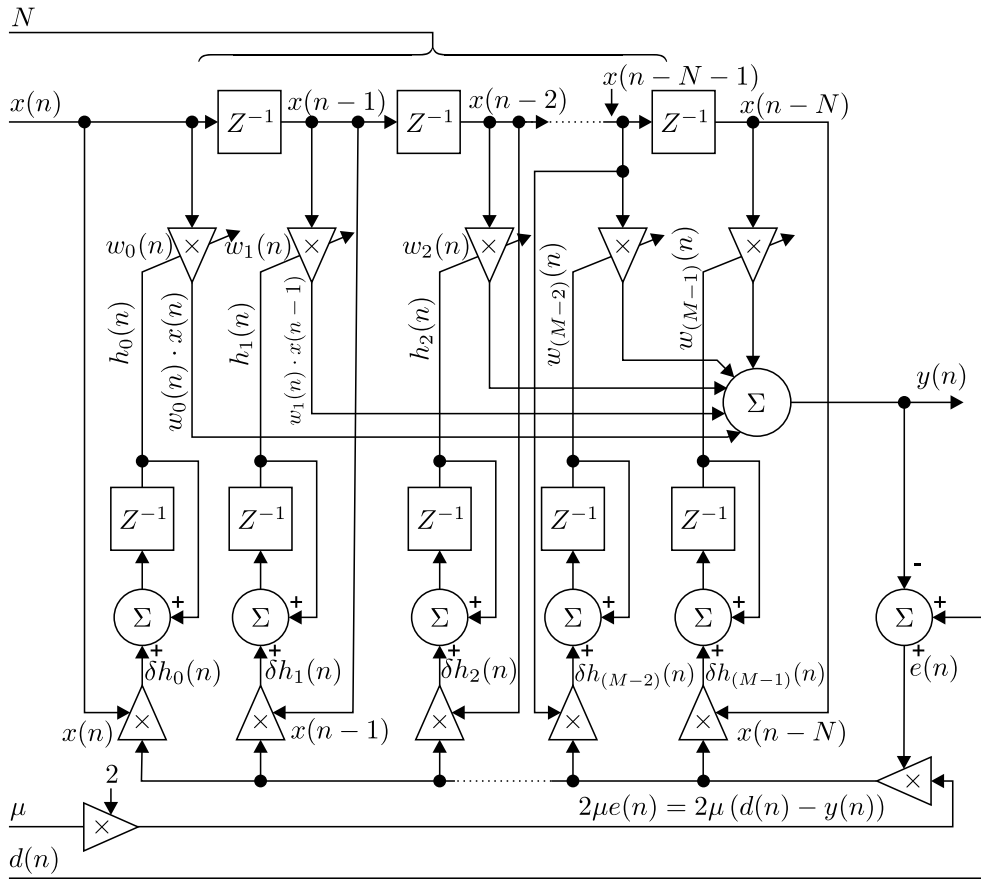 N
x(n − N − 1)
x(n)
x(n − 1)
x(n − 2)
x(n − N)
Z⁻¹
Z⁻¹
Z⁻¹
w₀(n)
×
w₁(n)
×
w₂(n)
×
×
×
h₀(n)
w₀(n) · x(n)
h₁(n)
w₁(n) · x(n − 1)
h₂(n)
w₍M−2₎(n)
w₍M−1₎(n)
Σ
y(n)
Z⁻¹
Z⁻¹
Z⁻¹
Z⁻¹
Z⁻¹
-
Σ
+
+
Σ
+
+
Σ
+
+
Σ
+
+
Σ
+
+
Σ
+
+
δh₀(n)
δh₁(n)
δh₂(n)
δh₍M−2₎(n)
δh₍M−1₎(n)
e(n)
x(n)
×
×
x(n − 1)
×
×
×
x(n − N)
2
×
μ
×
2μe(n) = 2μ (d(n) − y(n))
d(n)